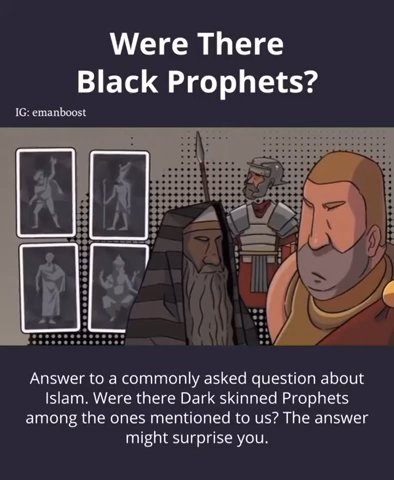 Were There
Black Prophets?
IG: emanboost
Answer to a commonly asked question about
Islam. Were there Dark skinned Prophets
among the ones mentioned to us? The answer
might surprise you.